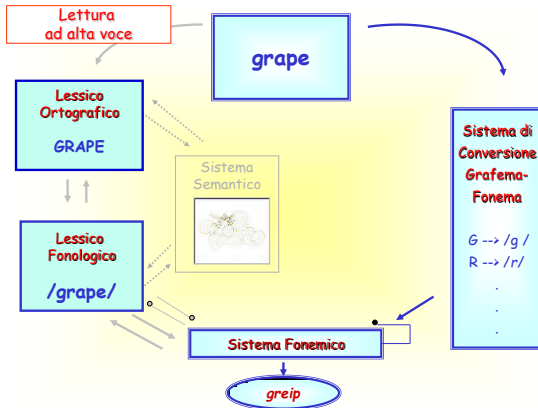 Lettura
ad alta voce
grape
Lessico
Ortografico
GRAPE
Sistema
Semantico
Lessico
Fonologico
/grape/
Sistema di
Conversione
Grafema-
Fonema
G --> /g /
R --> /r/
.
.
.
Sistema Fonemico
greip